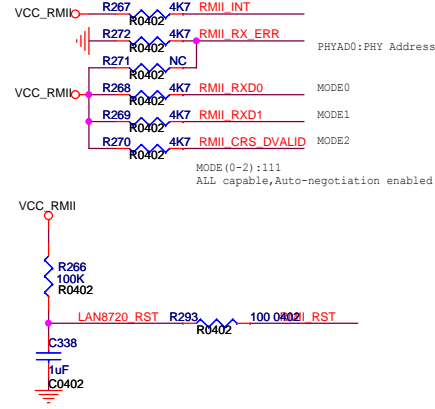 R267 4K7 RMII_INT
VCC_RMII R0402
R272 4K7 RMII_RX_ERR
R0402 PHYAD0:PHY Address
R271 NC
R0402
VCC_RMII R268 4K7 RMII_RXD0 MODE0
R0402
R269 4K7 RMII_RXD1 MODE1
R0402
R270 4K7 RMII_CRS_DVALID MODE2
R0402
MODE(0-2):111
ALL capable,Auto-negotiation enabled
VCC_RMII
R266
100K
R0402
LAN8720_RST R293 100 0402 RMII_RST
R0402
C338
1uF
C0402